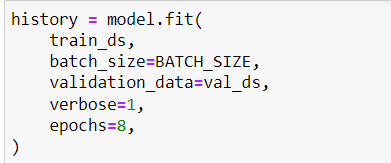 history = model.fit(
    train_ds,
    batch_size=BATCH_SIZE,
    validation_data=val_ds,
    verbose=1,
    epochs=8,
)